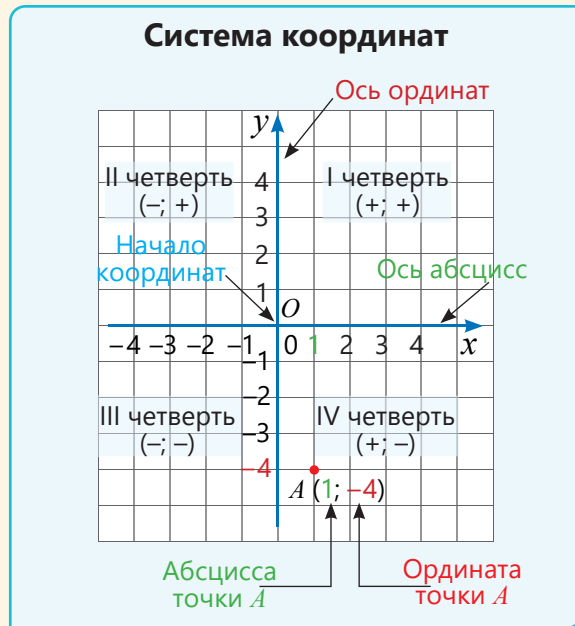 Система координат
Ось ординат
y
II четверть
(–; +)
I четверть
(+; +)
4
3
2
1
Начало
координат
Ось абсцисс
O
–4 –3 –2 –1 0 1 2 3 4 x
–1
–2
–3
–4
III четверть
(–; –)
IV четверть
(+; –)
A (1; –4)
Абсцисса
точки A
Ордината
точки A